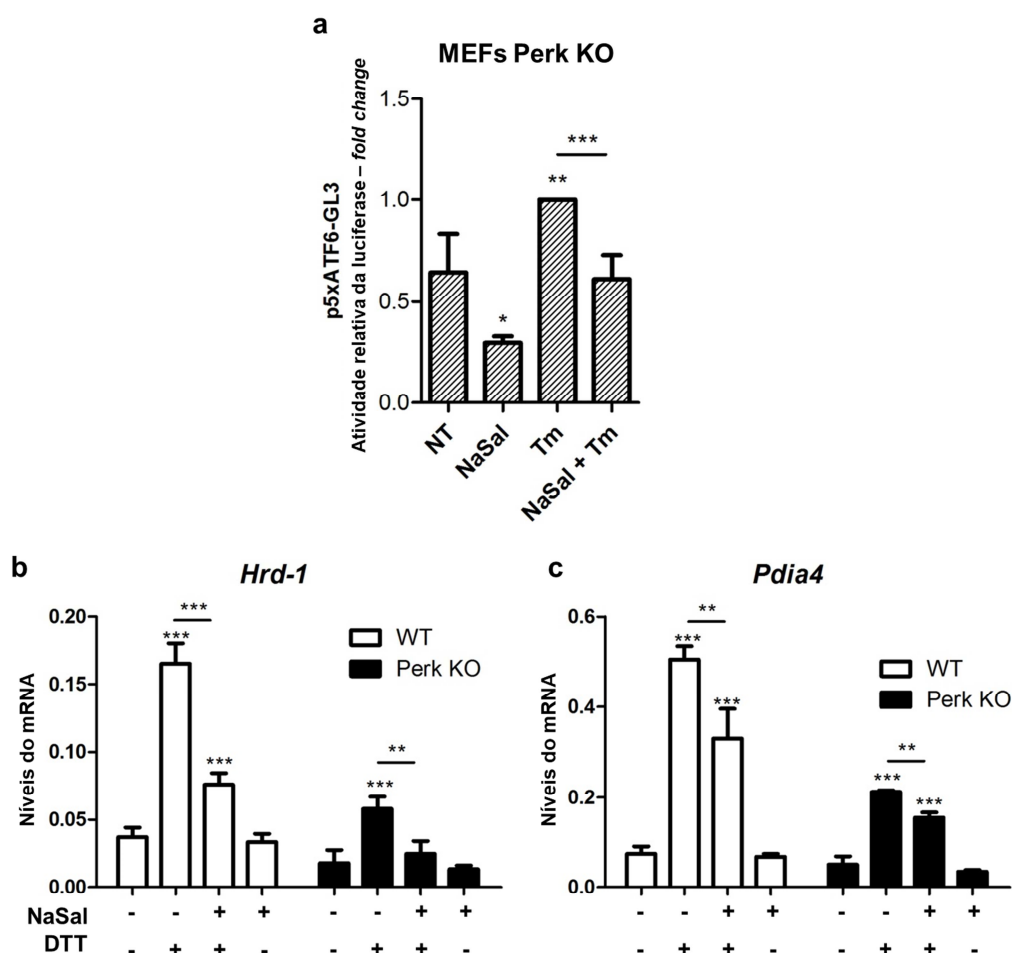 a
MEFs Perk KO
p5xATF6-GL3
Atividade relativa da luciferase – fold change
1.5
1.0
0.5
0.0
***
**
*
NT
NaSal
Tm
NaSal + Tm
b
Hrd-1
Níveis do mRNA
0.20
0.15
0.10
0.05
0.00
***
***
***
**
***
WT
Perk KO
NaSal - - + + - - + +
DTT - + + - - + + -
c
Pdia4
Níveis do mRNA
0.6
0.4
0.2
0.0
**
***
***
**
***
***
WT
Perk KO
- - + + - - + +
- + + - - + + -